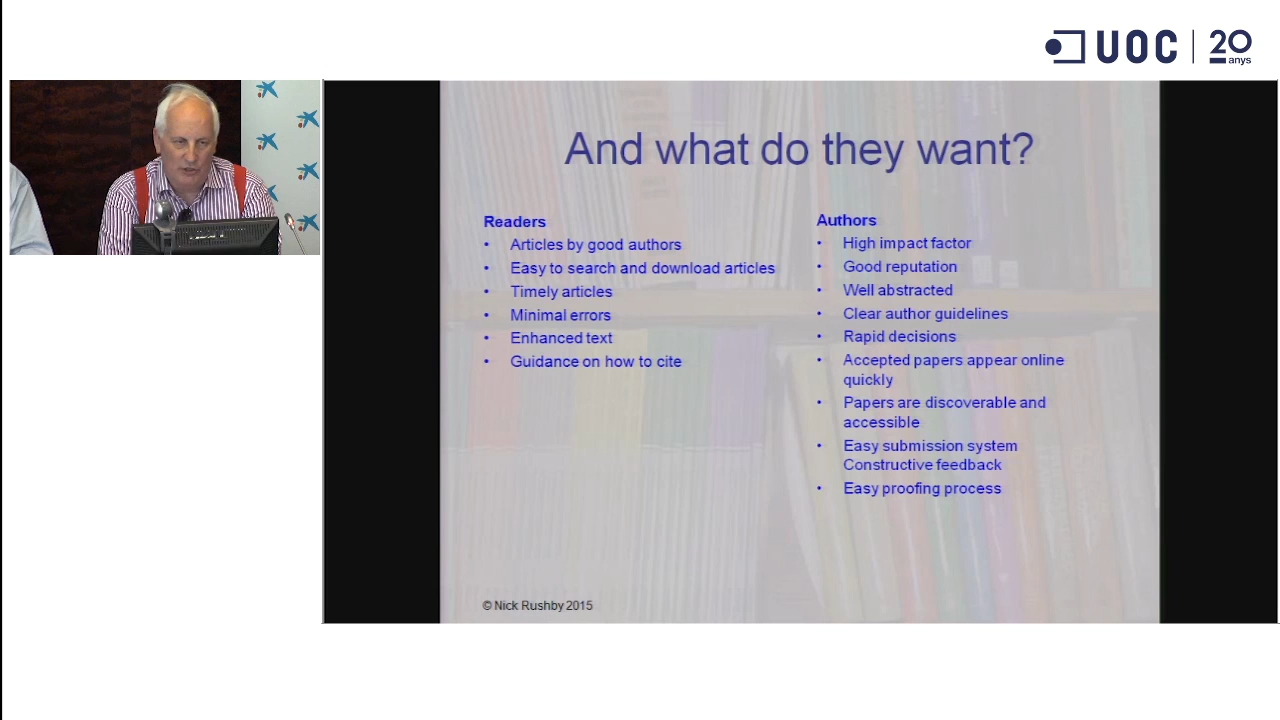 UOC
20
anys
And what do they want?
Readers
• Articles by good authors
• Easy to search and download articles
• Timely articles
• Minimal errors
• Enhanced text
• Guidance on how to cite
Authors
• High impact factor
• Good reputation
• Well abstracted
• Clear author guidelines
• Rapid decisions
• Accepted papers appear online
quickly
• Papers are discoverable and
accessible
• Easy submission system
Constructive feedback
• Easy proofing process
© Nick Rushby 2015